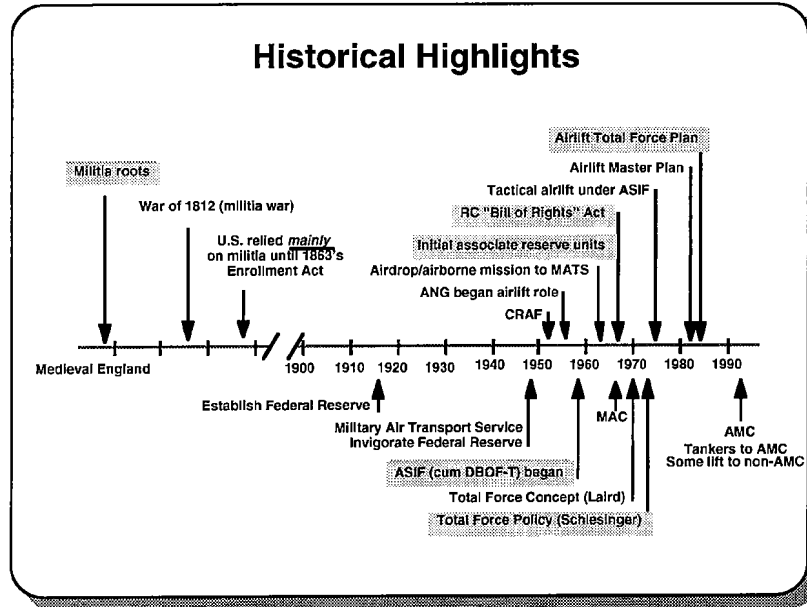 Historical Highlights
Airlift Total Force Plan
Militia roots
Airlift Master Plan
Tactical airlift under ASIF
War of 1812 (militia war)
RC "Bill of Rights" Act
U.S. relied mainly
on militia until 1863's
Enrollment Act
Initial associate reserve units
Airdrop/airborne mission to MATS
ANG began airlift role
CRAF
Medieval England
1900 1910 1920 1930 1940 1950 1960 1970 1980 1990
Establish Federal Reserve
Military Air Transport Service
Invigorate Federal Reserve
MAC
AMC
Tankers to AMC
Some lift to non-AMC
ASIF (cum DBOF-T) began
Total Force Concept (Laird)
Total Force Policy (Schlesinger)